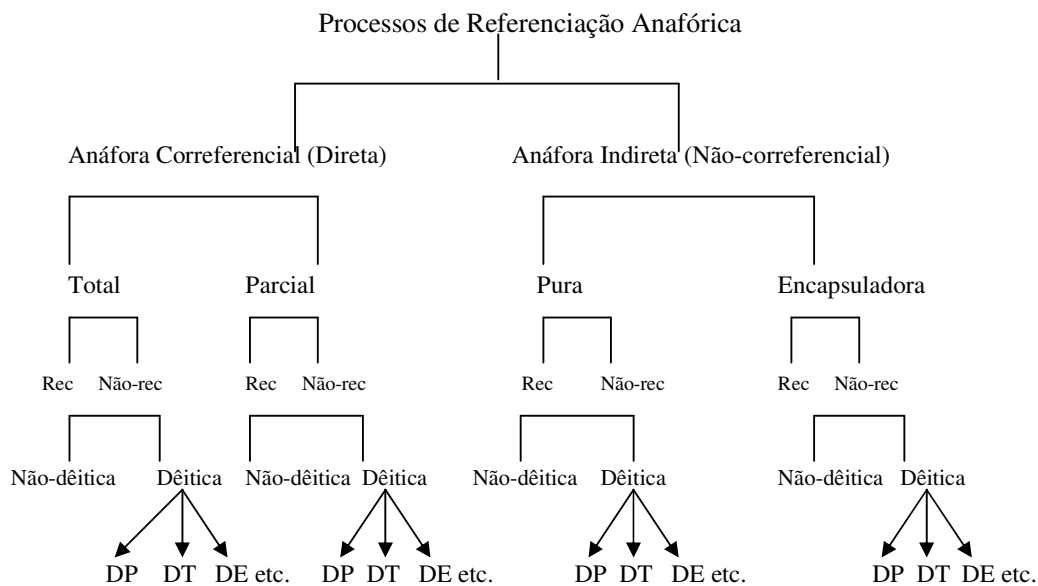 Processos de Referenciação Anafórica
Anáfora Correferencial (Direta) Anáfora Indireta (Não-correferencial)
Total Parcial Pura Encapsuladora
Rec Não-rec Rec Não-rec Rec Não-rec Rec Não-rec
Não-dêitica Dêitica Não-dêitica Dêitica Não-dêitica Dêitica Não-dêitica Dêitica
DP DT DE etc. DP DT DE etc. DP DT DE etc. DP DT DE etc.